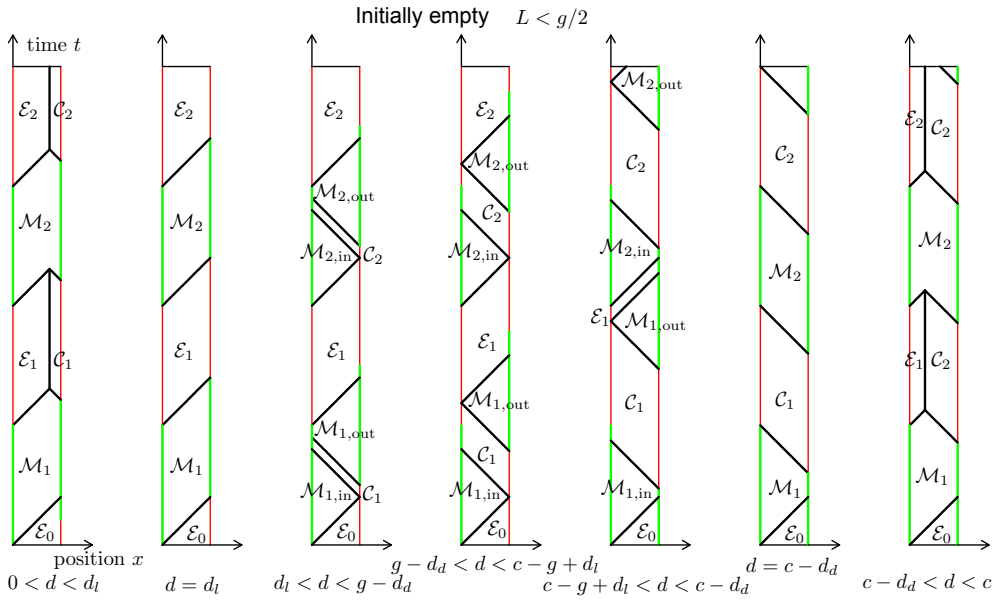 Initially empty L < g/2
time t
ℰ₂ 𝒞₂ ℳ₂ ℰ₁ 𝒞₁ ℳ₁ ℰ₀
position x
0 < d < d_l
ℰ₂ ℳ₂ ℰ₁ ℳ₁ ℰ₀
d = d_l
ℰ₂ ℳ₂,out ℳ₂,in 𝒞₂ ℰ₁ ℳ₁,out ℳ₁,in 𝒞₁ ℰ₀
d_l < d < g − d_d
ℰ₂ ℳ₂,out 𝒞₂ ℳ₂,in ℰ₁ ℳ₁,out 𝒞₁ ℳ₁,in ℰ₀
g − d_d < d < c − g + d_l
ℳ₂,out 𝒞₂ ℳ₂,in ℰ₁ ℳ₁,out 𝒞₁ ℳ₁,in ℰ₀
c − g + d_l < d < c − d_d
𝒞₂ ℳ₂ 𝒞₁ ℳ₁ ℰ₀
d = c − d_d
ℰ₂ 𝒞₂ ℳ₂ ℰ₁ 𝒞₂ ℳ₁ ℰ₀
c − d_d < d < c